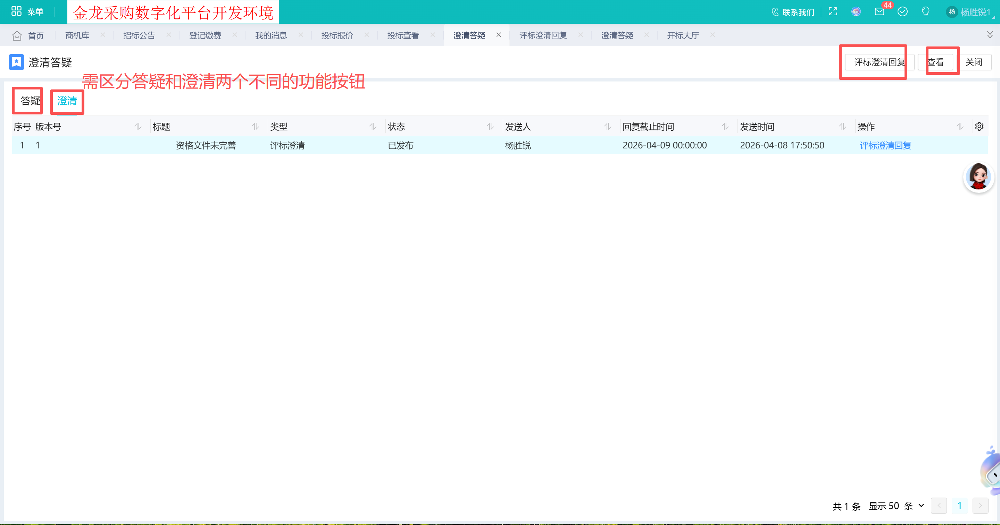 菜单 金龙采购数字化平台开发环境 联系我们 44 杨 杨胜锐1
首页 商机库 招标公告 登记缴费 我的消息 投标报价 投标查看 澄清答疑 评标澄清回复 澄清答疑 开标大厅
澄清答疑 评标澄清回复 查看 关闭
需区分答疑和澄清两个不同的功能按钮
答疑 澄清
序号 版本号 标题 类型 状态 发送人 回复截止时间 发送时间 操作
1 1 资格文件未完善 评标澄清 已发布 杨胜锐 2026-04-09 00:00:00 2026-04-08 17:50:50 评标澄清回复
共 1 条 显示 50 条 1